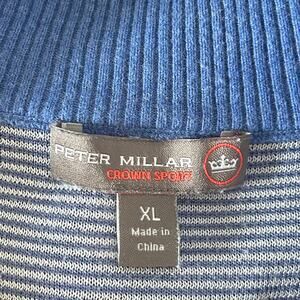 PETER MILLAR
CROWN SPORT
XL
Made in
China